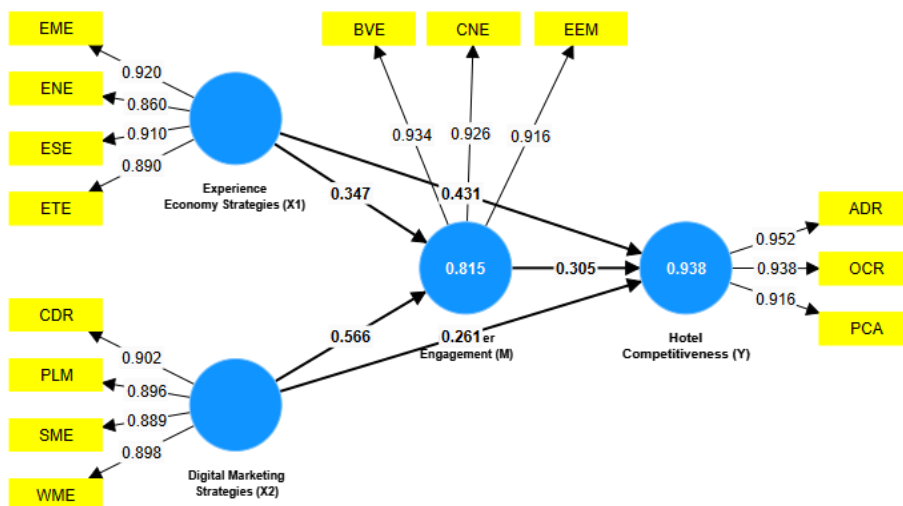 EME
ENE
ESE
ETE
0.920
0.860
0.910
0.890
Experience
Economy Strategies (X1)
BVE
CNE
EEM
0.934
0.926
0.916
0.347
0.431
0.815
0.305
0.938
ADR
OCR
PCA
0.952
0.938
0.916
0.566
0.261
er
Engagement (M)
Hotel
Competitiveness (Y)
CDR
PLM
SME
WME
0.902
0.896
0.889
0.898
Digital Marketing
Strategies (X2)